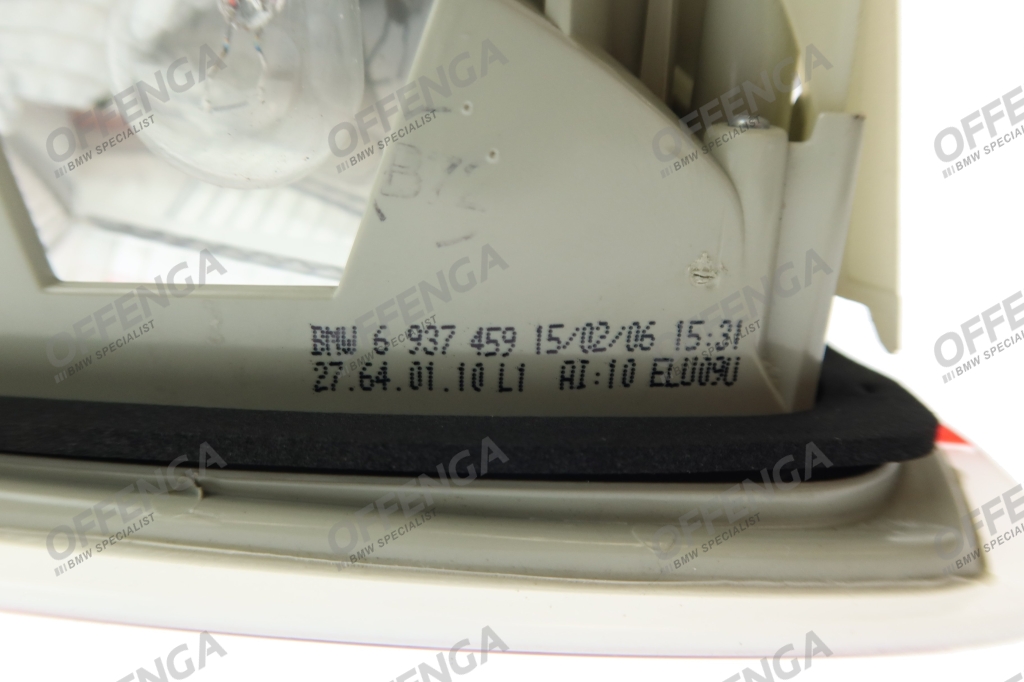 BMW 6 937 459 15/02/06 15:31
27.64.01.10 L1 AI:10 ELU09U
OFFENGA
BMW SPECIALIST